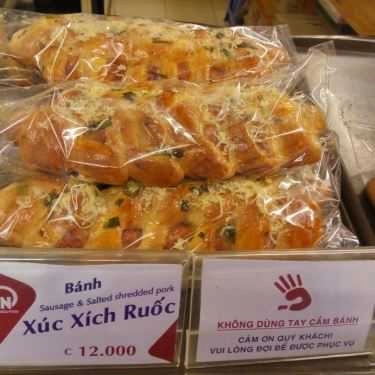 Bánh
Sausage & Salted shredded pork
Xúc Xích Ruốc
12.000
KHÔNG DÙNG TAY CẦM BÁNH
CẢM ƠN QUÝ KHÁCH!
VUI LÒNG ĐỢI ĐỂ ĐƯỢC PHỤC VỤ